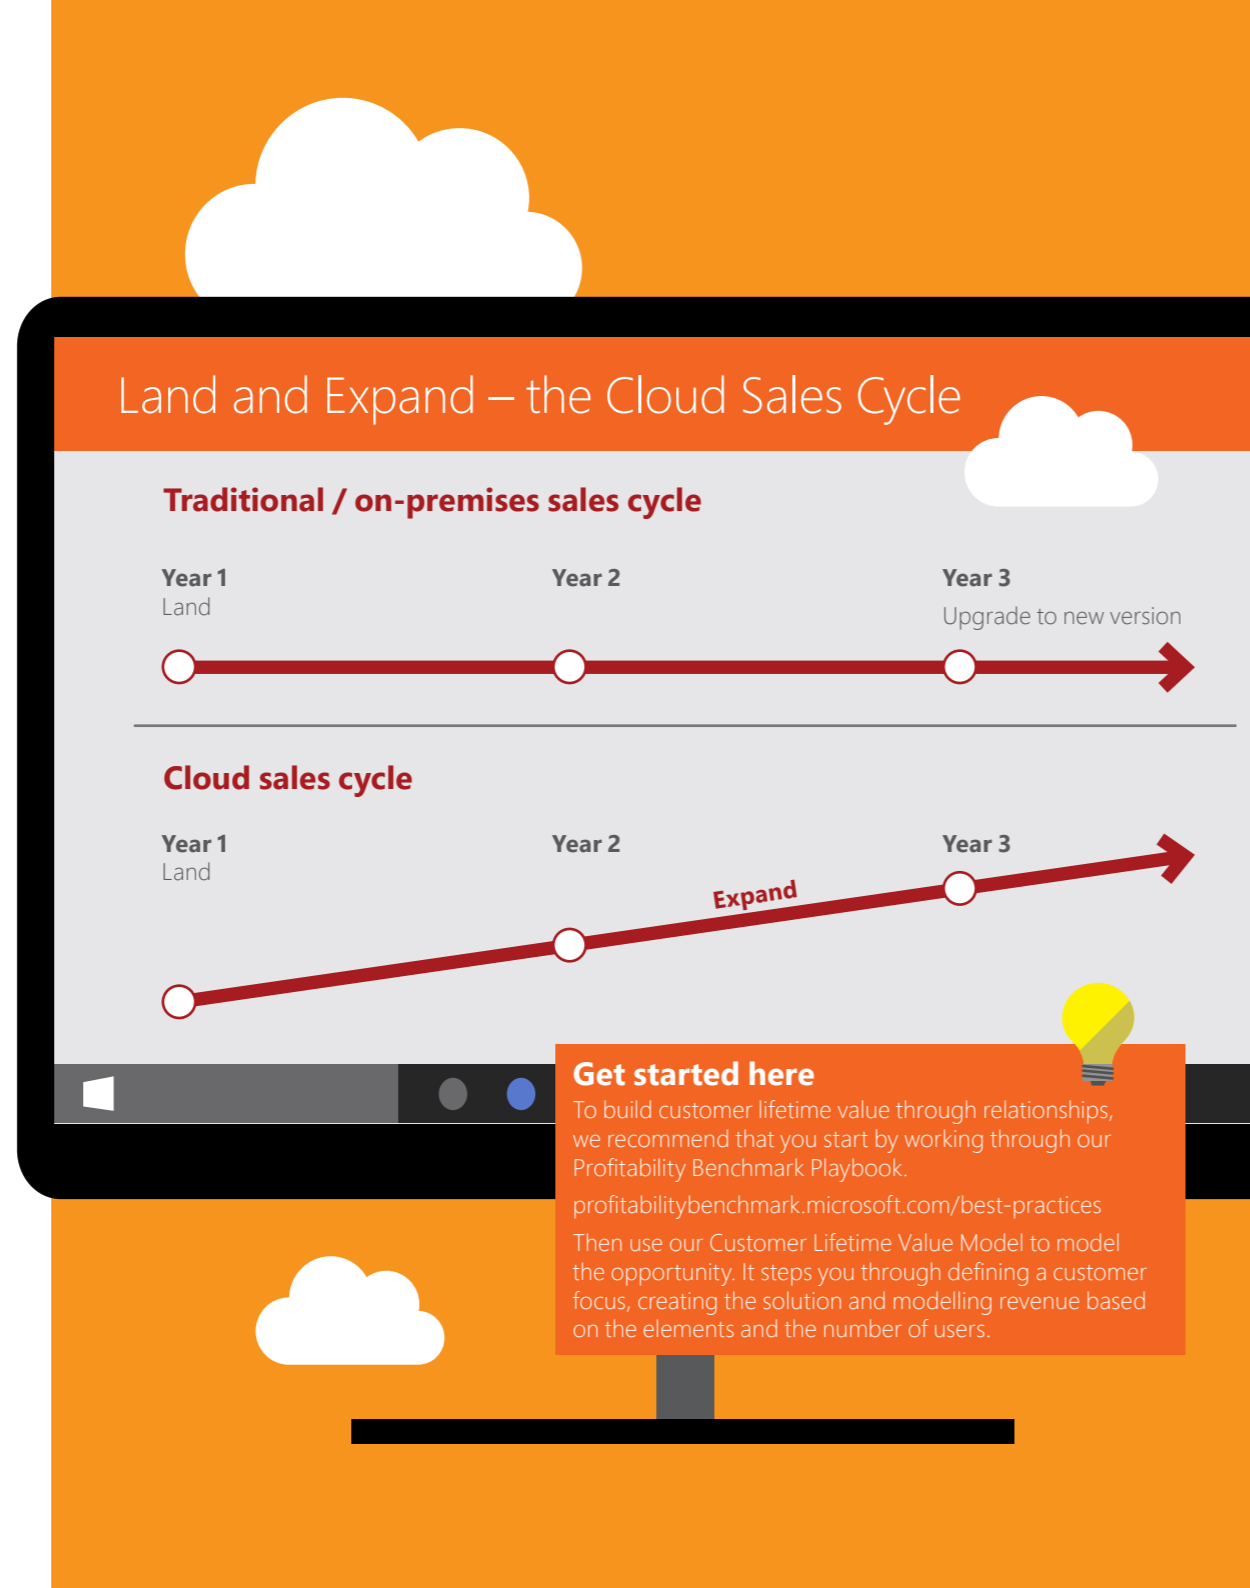 Land and Expand – the Cloud Sales Cycle
Traditional / on-premises sales cycle
Year 1
Land
Year 2
Year 3
Upgrade to new version
Cloud sales cycle
Year 1
Land
Year 2
Year 3
Expand
Get started here
To build customer lifetime value through relationships,
we recommend that you start by working through our
Profitability Benchmark Playbook.
profitabilitybenchmark.microsoft.com/best-practices
Then use our Customer Lifetime Value Model to model
the opportunity. It steps you through defining a customer
focus, creating the solution and modelling revenue based
on the elements and the number of users.